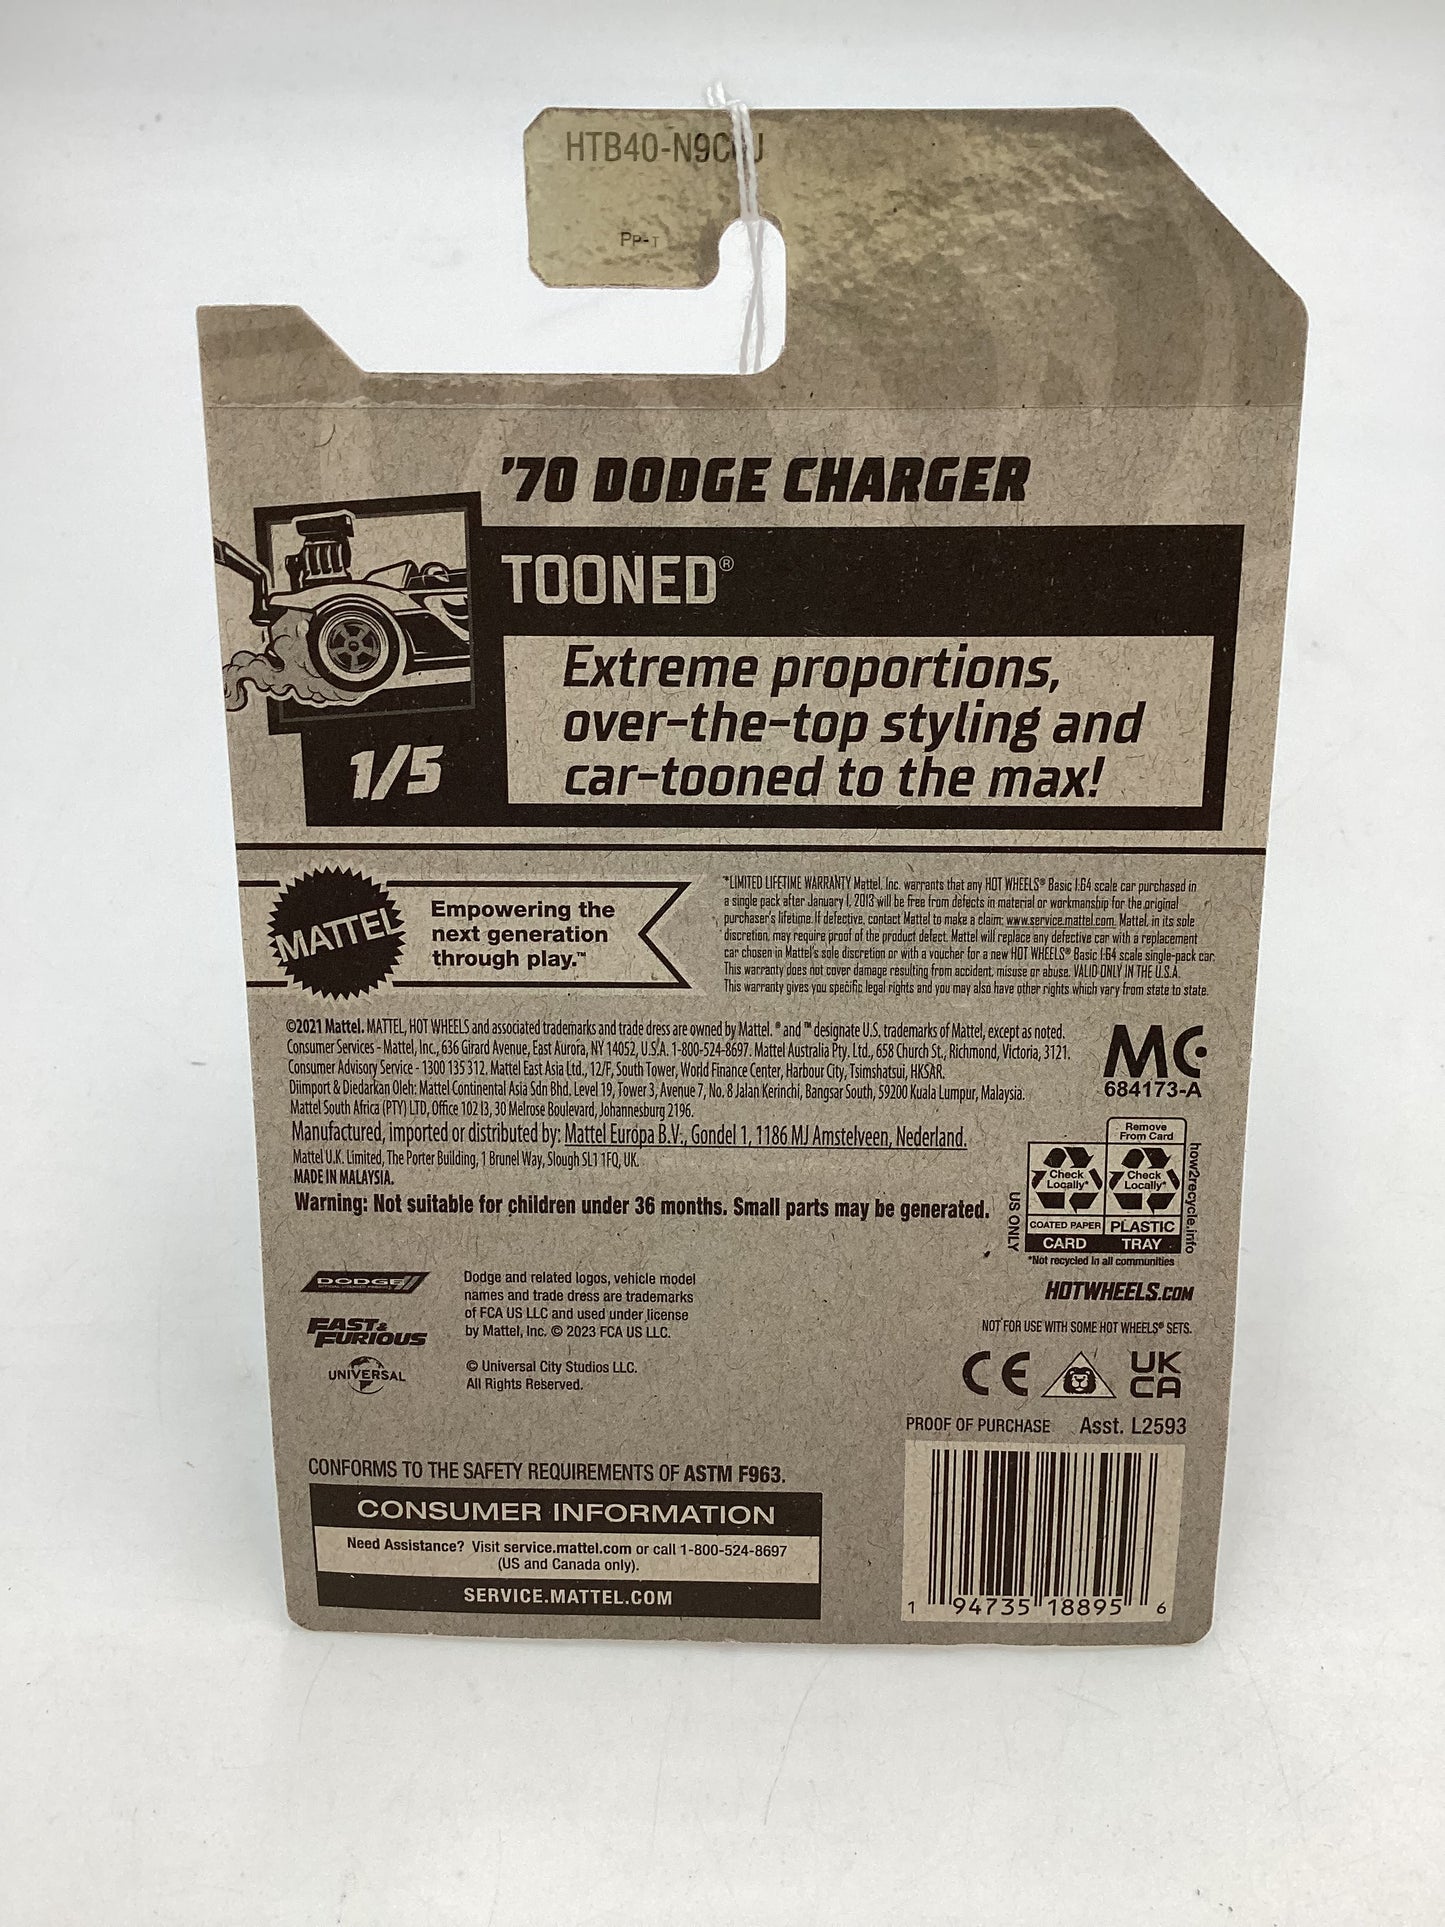 HTB40-N9C
PP-T
'70 DODGE CHARGER
TOONED®
Extreme proportions,
over-the-top styling and
car-tooned to the max!
1/5
MATTEL
Empowering the
next generation
through play.™
*LIMITED LIFETIME WARRANTY Mattel, Inc. warrants that any HOT WHEELS® Basic 1:64 scale car purchased in
a single pack after January 1, 2013 will be free from defects in material or workmanship for the original
purchaser's lifetime. If defective, contact Mattel to make a claim: www.service.mattel.com. Mattel, in its sole
discretion, may require proof of the product defect. Mattel will replace any defective car with a replacement
car chosen in Mattel's sole discretion or with a voucher for a new HOT WHEELS® Basic 1:64 scale single-pack car.
This warranty does not cover damage resulting from accident, misuse or abuse. VALID ONLY IN THE U.S.A.
This warranty gives you specific legal rights and you may also have other rights which vary from state to state.
©2021 Mattel. MATTEL, HOT WHEELS and associated trademarks and trade dress are owned by Mattel. ® and ™ designate U.S. trademarks of Mattel, except as noted.
Consumer Services - Mattel, Inc., 636 Girard Avenue, East Aurora, NY 14052, U.S.A. 1-800-524-8697. Mattel Australia Pty. Ltd., 658 Church St., Richmond, Victoria, 3121.
Consumer Advisory Service - 1300 135 312. Mattel East Asia Ltd., 12/F, South Tower, World Finance Center, Harbour City, Tsimshatsui, HKSAR.
Diimport & Diedarkan Oleh: Mattel Continental Asia Sdn Bhd. Level 19, Tower 3, Avenue 7, No. 8 Jalan Kerinchi, Bangsar South, 59200 Kuala Lumpur, Malaysia.
Mattel South Africa (PTY) LTD, Office 102 I3, 30 Melrose Boulevard, Johannesburg 2196.
Manufactured, imported or distributed by: Mattel Europa B.V., Gondel 1, 1186 MJ Amstelveen, Nederland.
Mattel U.K. Limited, The Porter Building, 1 Brunel Way, Slough SL1 1FQ, UK.
MADE IN MALAYSIA.
Warning: Not suitable for children under 36 months. Small parts may be generated.
MC
684173-A
Remove
From Card
Check
Locally*
Check
Locally*
COATED PAPER PLASTIC
CARD TRAY
*Not recycled in all communities
US ONLY
how2recycle.info
HOTWHEELS.COM
NOT FOR USE WITH SOME HOT WHEELS® SETS.
DODGE
FAST &
FURIOUS
UNIVERSAL
Dodge and related logos, vehicle model
names and trade dress are trademarks
of FCA US LLC and used under license
by Mattel, Inc. © 2023 FCA US LLC.
© Universal City Studios LLC.
All Rights Reserved.
CE
UK
CA
PROOF OF PURCHASE Asst. L2593
1 94735 18895 6
CONFORMS TO THE SAFETY REQUIREMENTS OF ASTM F963.
CONSUMER INFORMATION
Need Assistance? Visit service.mattel.com or call 1-800-524-8697
(US and Canada only).
SERVICE.MATTEL.COM